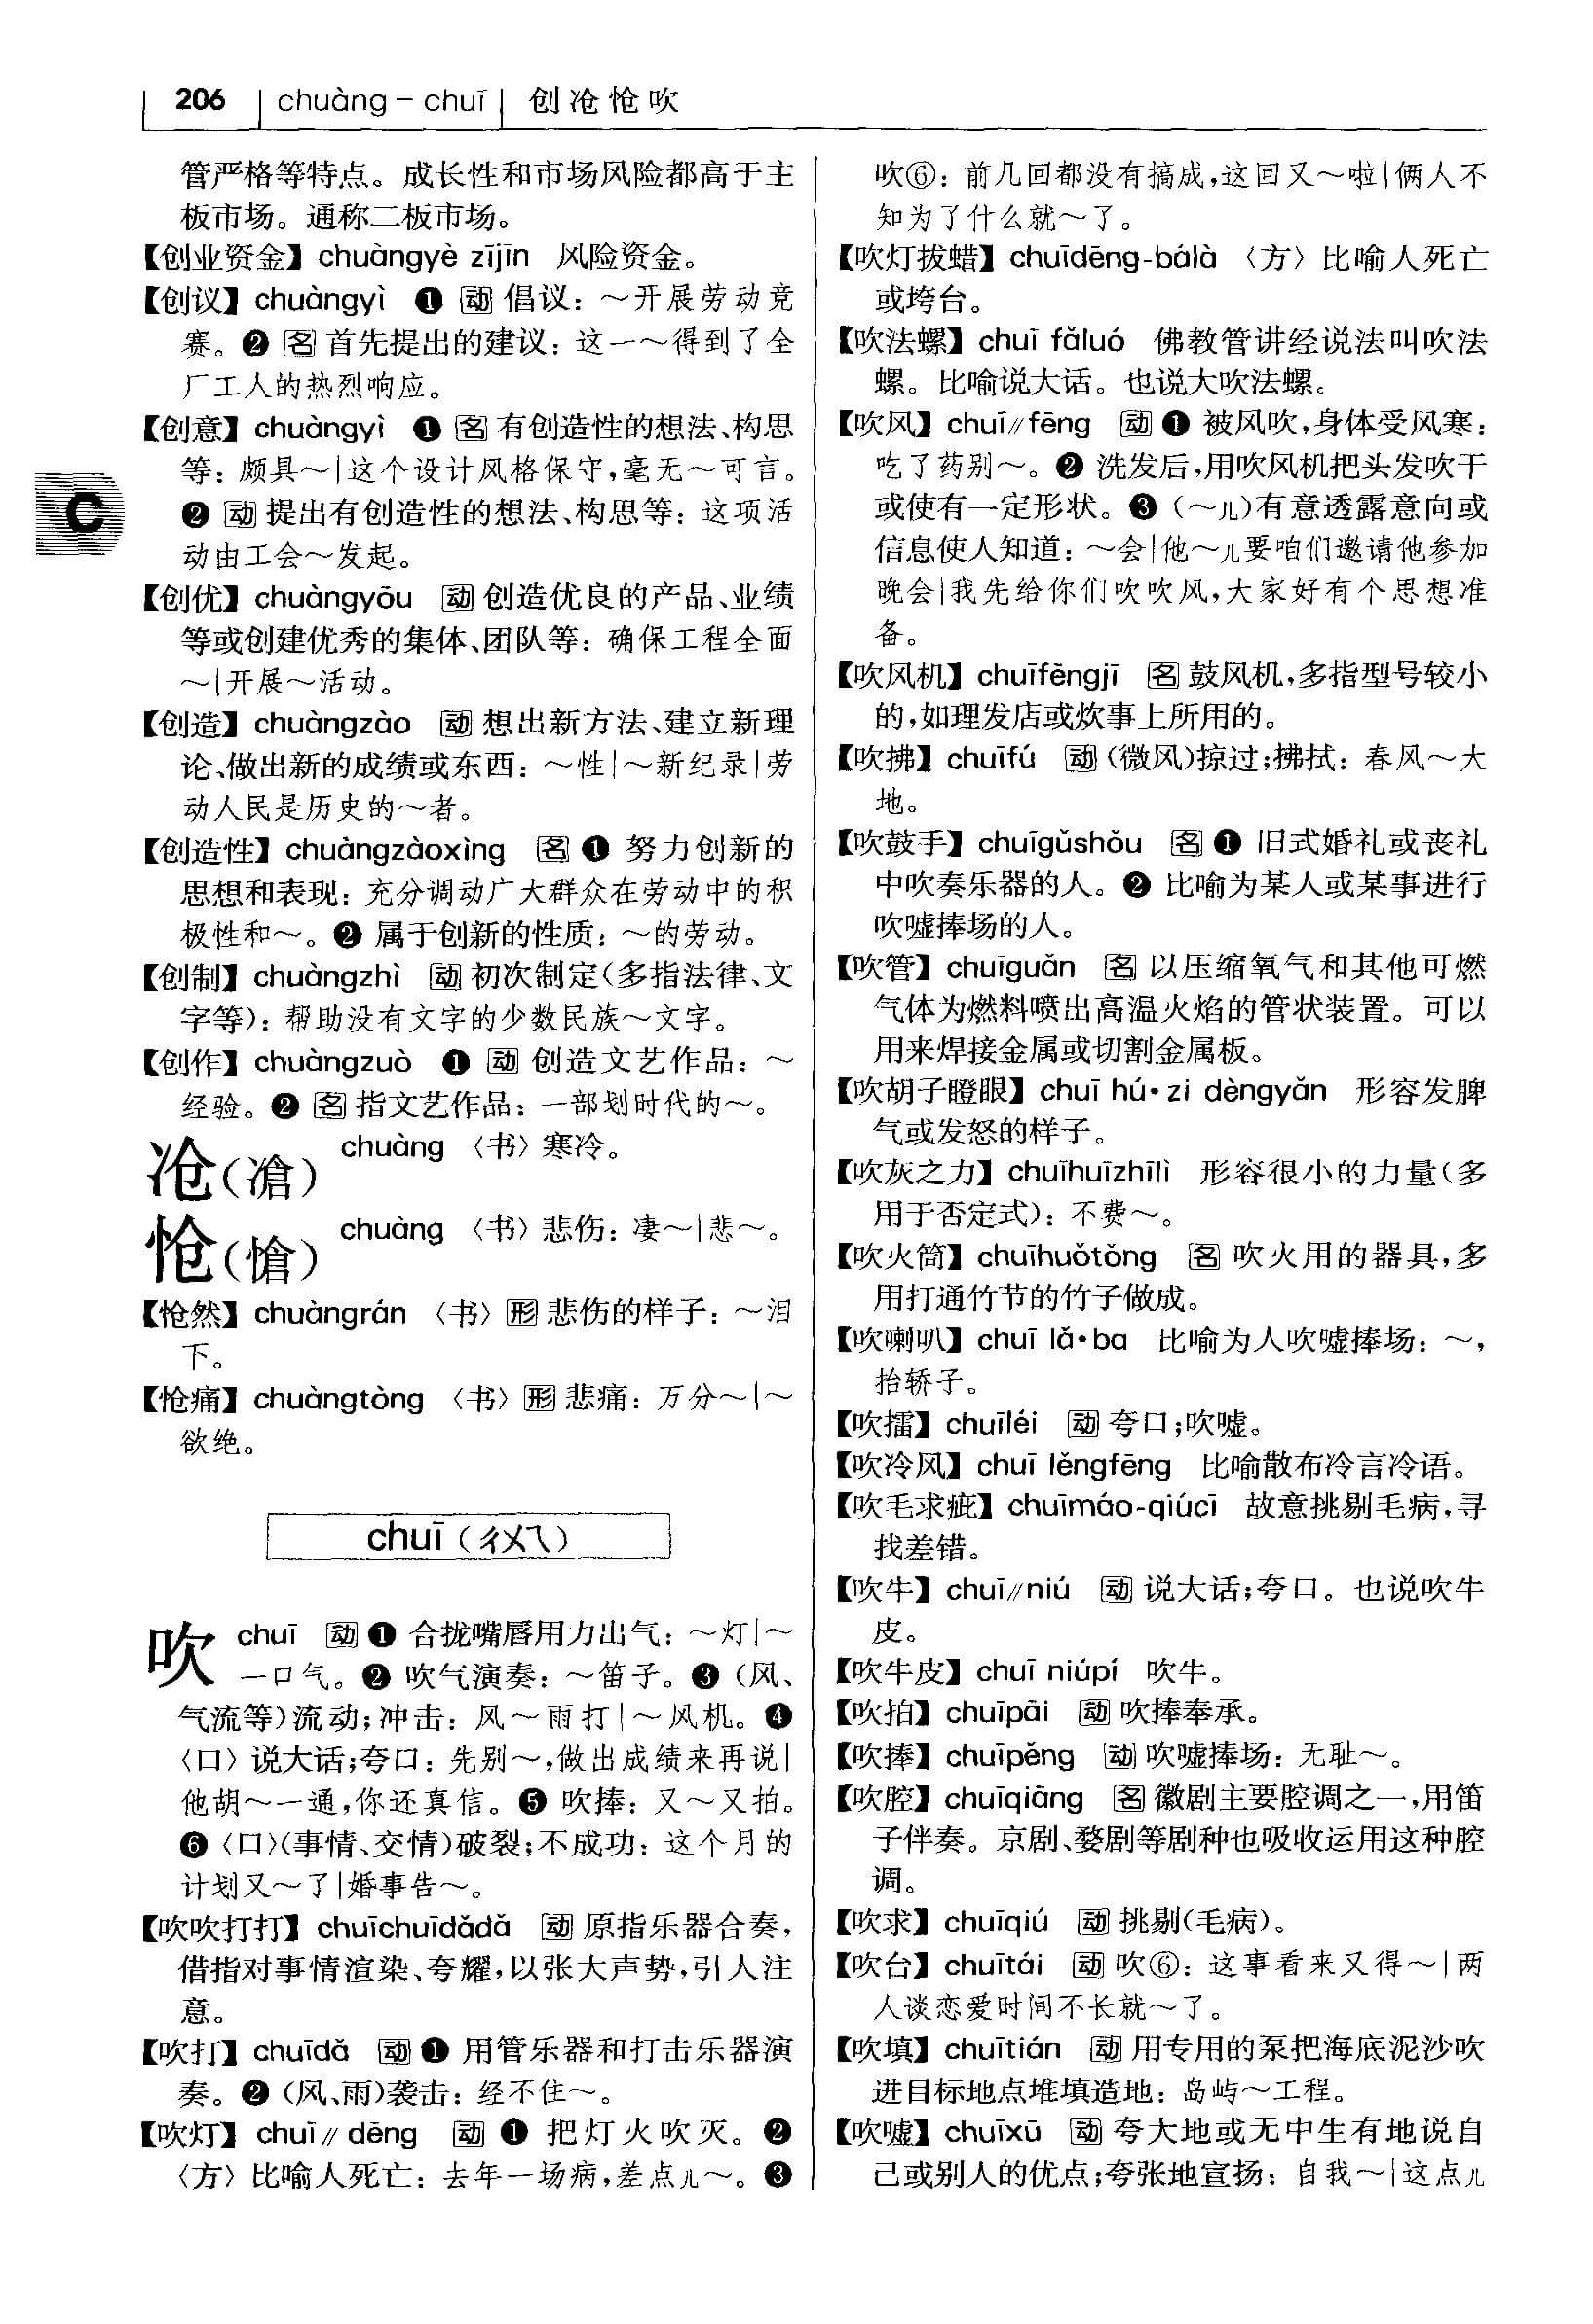 206 chuàng – chuī 创沧怆吹
管严格等特点。成长性和市场风险都高于主
板市场。通称二板市场。
【创业资金】 chuàngyè zījīn 风险资金。
【创议】 chuàngyì ❶ 动 倡议：～开展劳动竞
赛。❷ 名 首先提出的建议：这一～得到了全
厂工人的热烈响应。
【创意】 chuàngyì ❶ 名 有创造性的想法、构思
等：颇具～|这个设计风格保守，毫无～可言。
❷ 动 提出有创造性的想法、构思等：这项活
动由工会～发起。
【创优】 chuàngyōu 动 创造优良的产品、业绩
等或创建优秀的集体、团队等：确保工程全面
～|开展～活动。
【创造】 chuàngzào 动 想出新方法、建立新理
论、做出新的成绩或东西：～性|～新纪录|劳
动人民是历史的～者。
【创造性】 chuàngzàoxìng 名 ❶ 努力创新的
思想和表现：充分调动广大群众在劳动中的积
极性和～。❷ 属于创新的性质：～的劳动。
【创制】 chuàngzhì 动 初次制定（多指法律、文
字等）：帮助没有文字的少数民族～文字。
【创作】 chuàngzuò ❶ 动 创造文艺作品：～
经验。❷ 名 指文艺作品：一部划时代的～。
沧（滄） chuàng 〈书〉寒冷。
怆（愴） chuàng 〈书〉悲伤：凄～|悲～。
【怆然】 chuàngrán 〈书〉 形 悲伤的样子：～泪
下。
【怆痛】 chuàngtòng 〈书〉 形 悲痛：万分～|～
欲绝。
chuī（ㄔㄨㄟ）
吹 chuī 动 ❶ 合拢嘴唇用力出气：～灯|～
一口气。❷ 吹气演奏：～笛子。❸（风、
气流等）流动；冲击：风～雨打|～风机。❹
〈口〉说大话；夸口：先别～，做出成绩来再说|
他胡～一通，你还真信。❺ 吹捧：又～又拍。
❻〈口〉（事情、交情）破裂；不成功：这个月的
计划又～了|婚事告～。
【吹吹打打】 chuīchuīdǎdǎ 动 原指乐器合奏，
借指对事情渲染、夸耀，以张大声势，引人注
意。
【吹打】 chuīdǎ 动 ❶ 用管乐器和打击乐器演
奏。❷（风、雨）袭击：经不住～。
【吹灯】 chuī∥dēng 动 ❶ 把灯火吹灭。❷
〈方〉比喻人死亡：去年一场病，差点儿～。❸
吹⑥：前几回都没有搞成，这回又～啦|俩人不
知为了什么就～了。
【吹灯拔蜡】 chuīdēng-bálà 〈方〉比喻人死亡
或垮台。
【吹法螺】 chuī fǎluó 佛教管讲经说法叫吹法
螺。比喻说大话。也说大吹法螺。
【吹风】 chuī∥fēng 动 ❶ 被风吹，身体受风寒：
吃了药别～。❷ 洗发后，用吹风机把头发吹干
或使有一定形状。❸（～儿）有意透露意向或
信息使人知道：～会|他～儿要咱们邀请他参加
晚会|我先给你们吹吹风，大家好有个思想准
备。
【吹风机】 chuīfēngjī 名 鼓风机，多指型号较小
的，如理发店或炊事上所用的。
【吹拂】 chuīfú 动（微风）掠过；拂拭：春风～大
地。
【吹鼓手】 chuīgǔshǒu 名 ❶ 旧式婚礼或丧礼
中吹奏乐器的人。❷ 比喻为某人或某事进行
吹嘘捧场的人。
【吹管】 chuīguǎn 名 以压缩氧气和其他可燃
气体为燃料喷出高温火焰的管状装置。可以
用来焊接金属或切割金属板。
【吹胡子瞪眼】 chuī hú·zi dèngyǎn 形容发脾
气或发怒的样子。
【吹灰之力】 chuīhuīzhīlì 形容很小的力量（多
用于否定式）：不费～。
【吹火筒】 chuīhuǒtǒng 名 吹火用的器具，多
用打通竹节的竹子做成。
【吹喇叭】 chuī lǎ·ba 比喻为人吹嘘捧场：～，
抬轿子。
【吹擂】 chuīléi 动 夸口；吹嘘。
【吹冷风】 chuī lěngfēng 比喻散布冷言冷语。
【吹毛求疵】 chuīmáo-qiúcī 故意挑剔毛病，寻
找差错。
【吹牛】 chuī∥niú 动 说大话；夸口。也说吹牛
皮。
【吹牛皮】 chuī niúpí 吹牛。
【吹拍】 chuīpāi 动 吹捧奉承。
【吹捧】 chuīpěng 动 吹嘘捧场：无耻～。
【吹腔】 chuīqiāng 名 徽剧主要腔调之一，用笛
子伴奏。京剧、婺剧等剧种也吸收运用这种腔
调。
【吹求】 chuīqiú 动 挑剔（毛病）。
【吹台】 chuītái 动 吹⑥：这事看来又得～|两
人谈恋爱时间不长就～了。
【吹填】 chuītián 动 用专用的泵把海底泥沙吹
进目标地点堆填造地：岛屿～工程。
【吹嘘】 chuīxū 动 夸大地或无中生有地说自
己或别人的优点；夸张地宣扬：自我～|这点儿
C